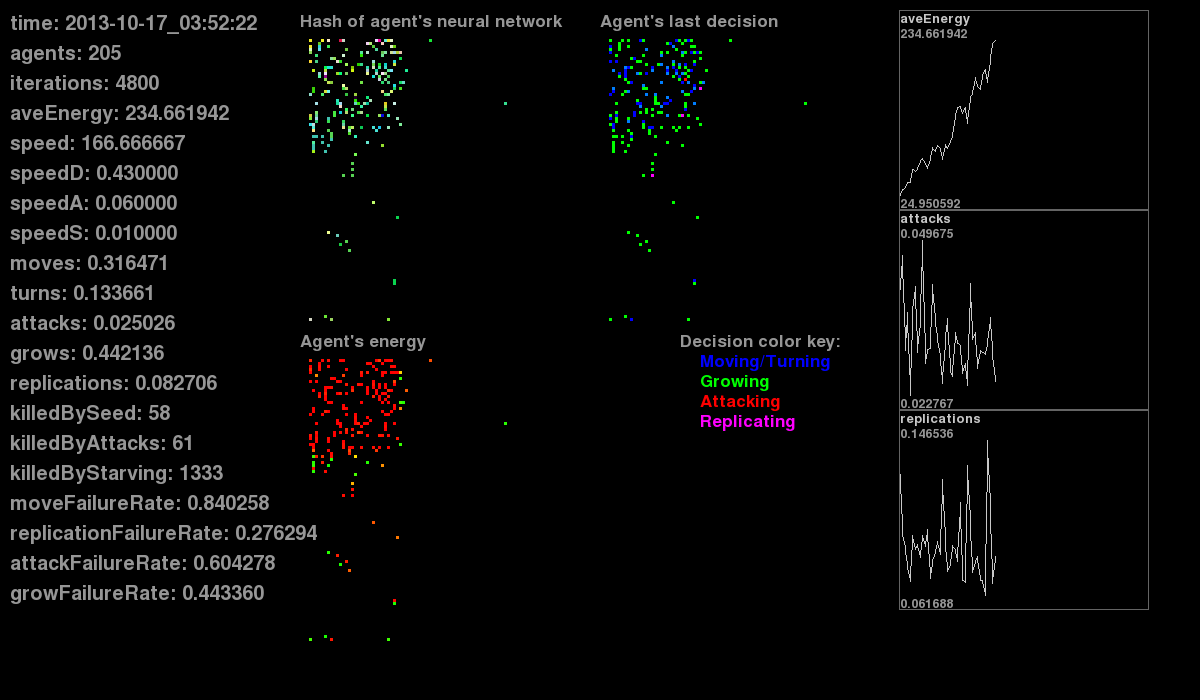 time: 2013-10-17_03:52:22
agents: 205
iterations: 4800
aveEnergy: 234.661942
speed: 166.666667
speedD: 0.430000
speedA: 0.060000
speedS: 0.010000
moves: 0.316471
turns: 0.133661
attacks: 0.025026
grows: 0.442136
replications: 0.082706
killedBySeed: 58
killedByAttacks: 61
killedByStarving: 1333
moveFailureRate: 0.840258
replicationFailureRate: 0.276294
attackFailureRate: 0.604278
growFailureRate: 0.443360
Hash of agent's neural network
Agent's last decision
Agent's energy
Decision color key:
Moving/Turning
Growing
Attacking
Replicating
aveEnergy
234.661942
24.950592
attacks
0.049675
0.022767
replications
0.146536
0.061688